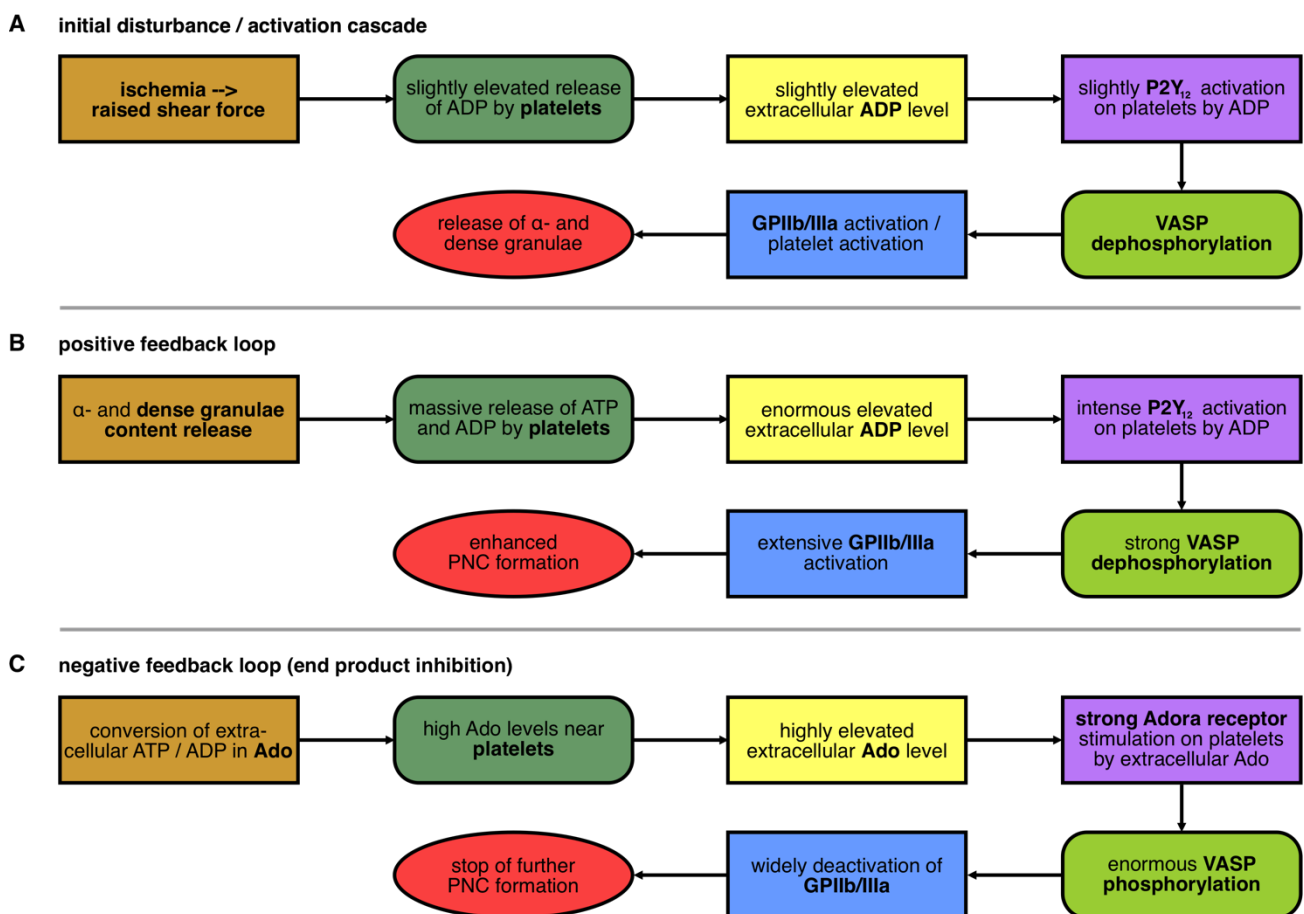 A initial disturbance / activation cascade
ischemia -->
raised shear force
slightly elevated release
of ADP by platelets
slightly elevated
extracellular ADP level
slightly P2Y₁₂ activation
on platelets by ADP
release of α- and
dense granulae
GPIIb/IIIa activation /
platelet activation
VASP
dephosphorylation
B positive feedback loop
α- and dense granulae
content release
massive release of ATP
and ADP by platelets
enormous elevated
extracellular ADP level
intense P2Y₁₂ activation
on platelets by ADP
enhanced
PNC formation
extensive GPIIb/IIIa
activation
strong VASP
dephosphorylation
C negative feedback loop (end product inhibition)
conversion of extra-
cellular ATP / ADP in Ado
high Ado levels near
platelets
highly elevated
extracellular Ado level
strong Adora receptor
stimulation on platelets
by extracellular Ado
stop of further
PNC formation
widely deactivation of
GPIIb/IIIa
enormous VASP
phosphorylation